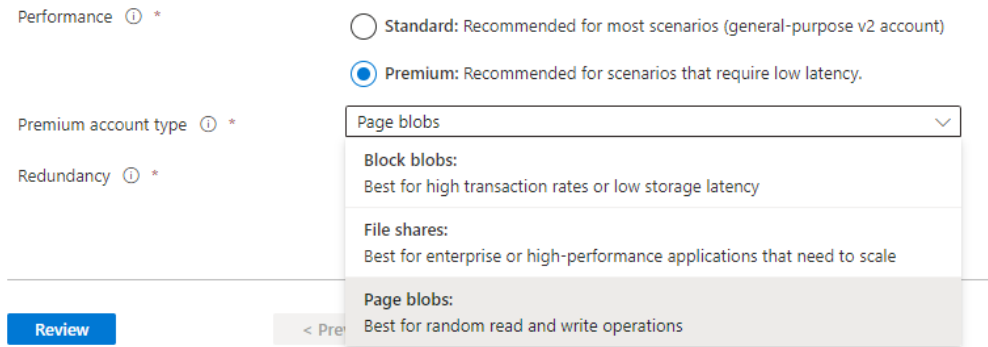 Performance ⓘ *
Standard: Recommended for most scenarios (general-purpose v2 account)
Premium: Recommended for scenarios that require low latency.
Premium account type ⓘ *
Page blobs
Redundancy ⓘ *
Block blobs:
Best for high transaction rates or low storage latency
File shares:
Best for enterprise or high-performance applications that need to scale
Page blobs:
Best for random read and write operations
Review
<